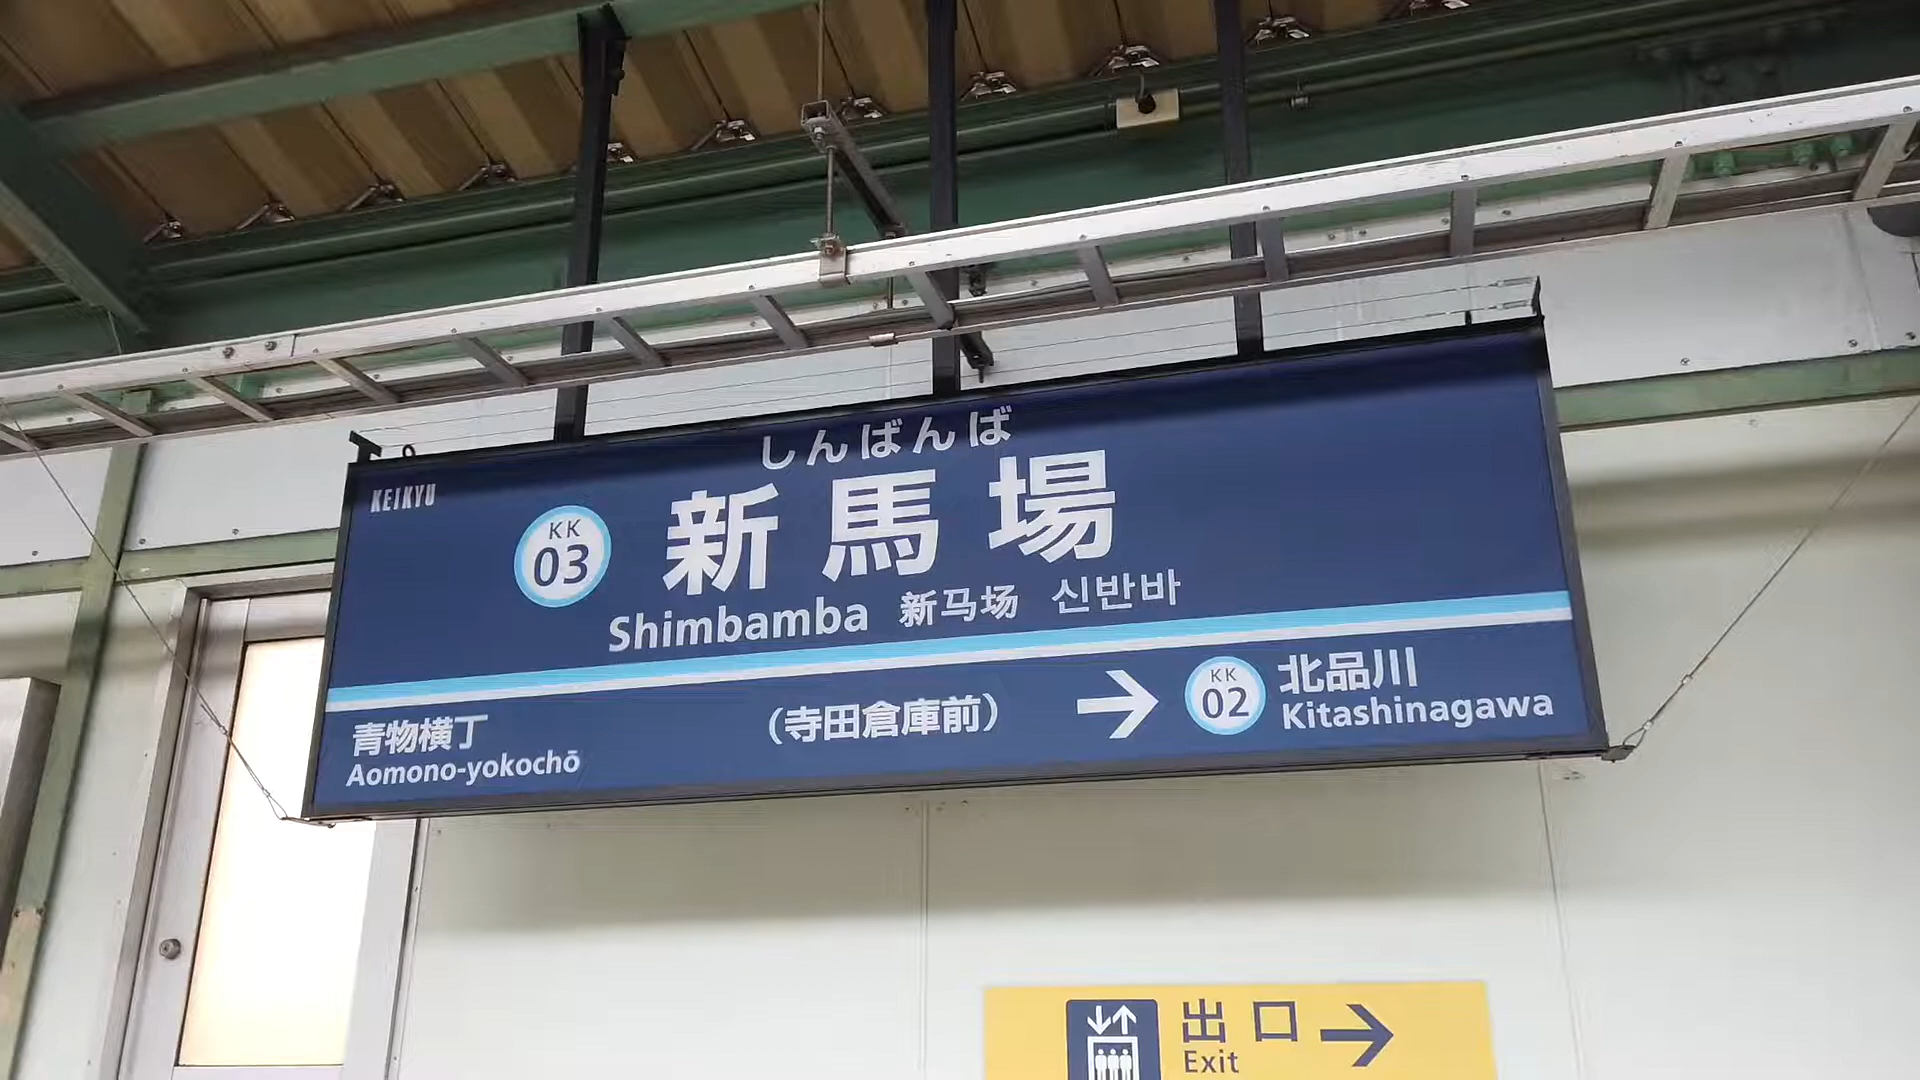 KEIKYU
しんばんば
KK
03
新馬場
Shimbamba 新马场 신반바
青物横丁
Aomono-yokochō
（寺田倉庫前）
→
KK
02
北品川
Kitashinagawa
出口 →
Exit